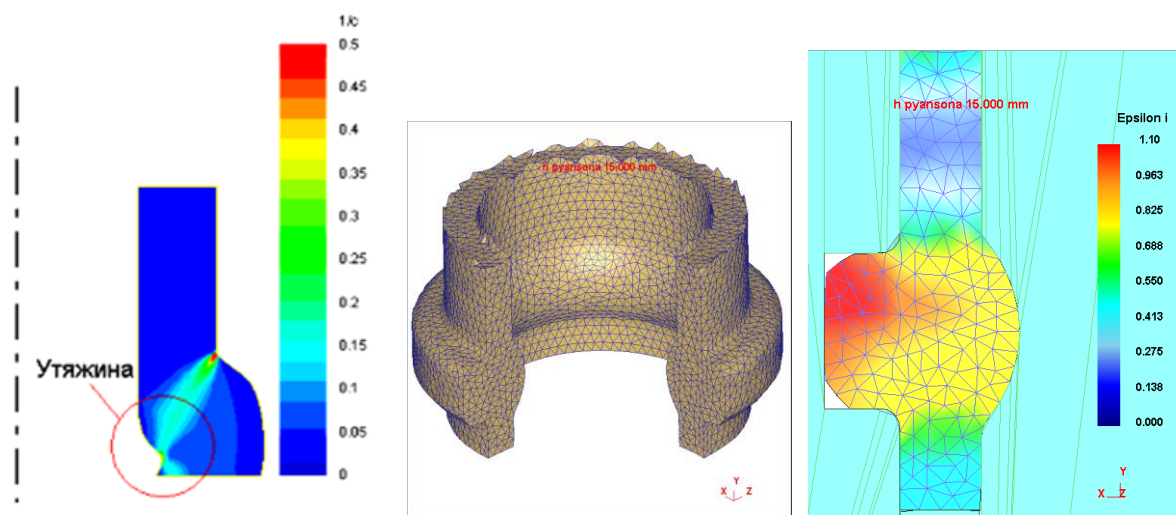 1/c
0.5
0.45
0.4
0.35
0.3
0.25
0.2
0.15
0.1
0.05
0
Утяжина
h pyansona 15.000 mm
Y
X
Z
h pyansona 15.000 mm
Epsilon i
1.10
0.963
0.825
0.688
0.550
0.413
0.275
0.138
0.000
Y
X
Z